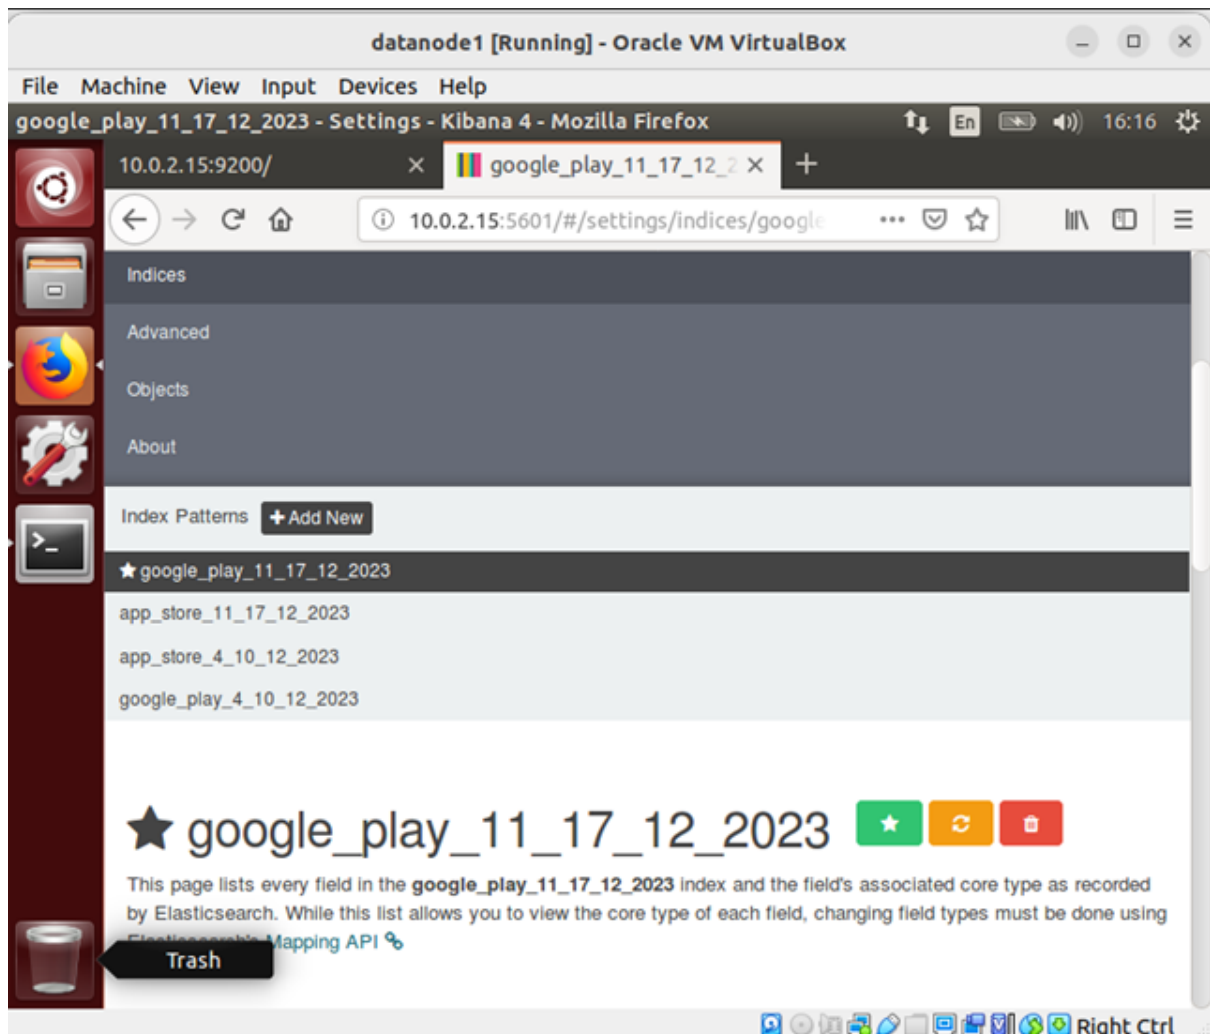 datanode1 [Running] - Oracle VM VirtualBox
File Machine View Input Devices Help
google_play_11_17_12_2023 - Settings - Kibana 4 - Mozilla Firefox En 16:16
10.0.2.15:9200/ google_play_11_17_12_2
10.0.2.15:5601/#/settings/indices/google
Indices
Advanced
Objects
About
Index Patterns Add New
google_play_11_17_12_2023
app_store_11_17_12_2023
app_store_4_10_12_2023
google_play_4_10_12_2023
google_play_11_17_12_2023
This page lists every field in the google_play_11_17_12_2023 index and the field's associated core type as recorded
by Elasticsearch. While this list allows you to view the core type of each field, changing field types must be done using
Mapping API
Trash
Right Ctrl